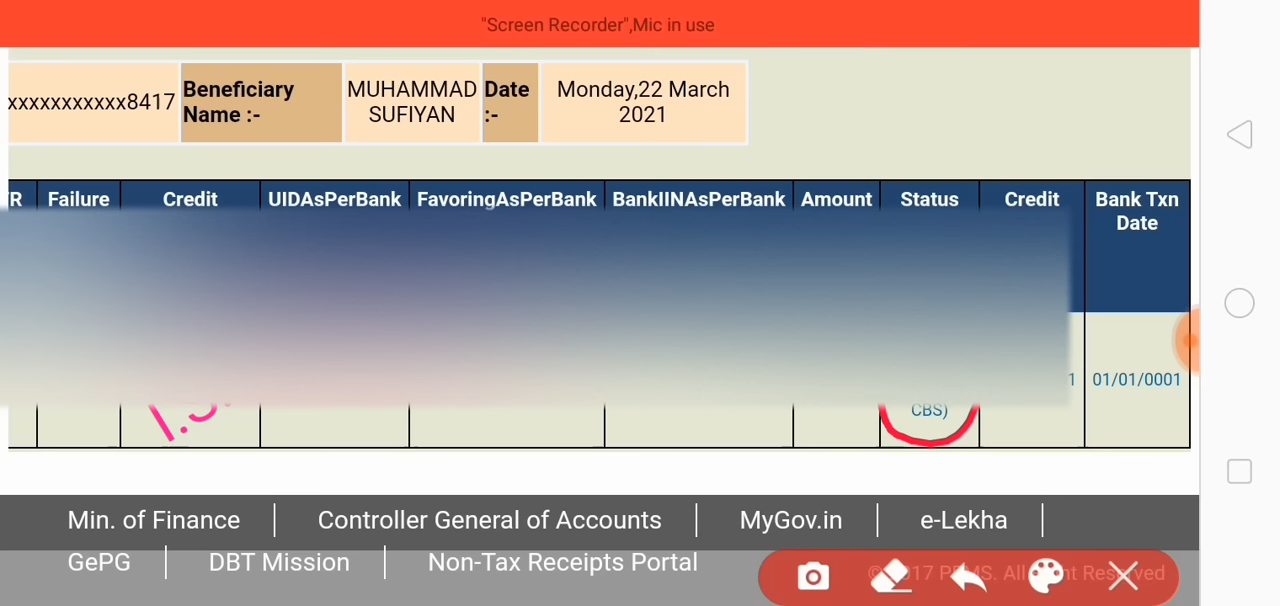 "Screen Recorder",Mic in use
xxxxxxxxxxx8417 Beneficiary Name :- MUHAMMAD SUFIYAN Date :- Monday,22 March 2021
R Failure Credit UIDAsPerBank FavoringAsPerBank BankIINAsPerBank Amount Status Credit Bank Txn Date
1 01/01/0001
CBS)
Min. of Finance Controller General of Accounts MyGov.in e-Lekha
GePG DBT Mission Non-Tax Receipts Portal